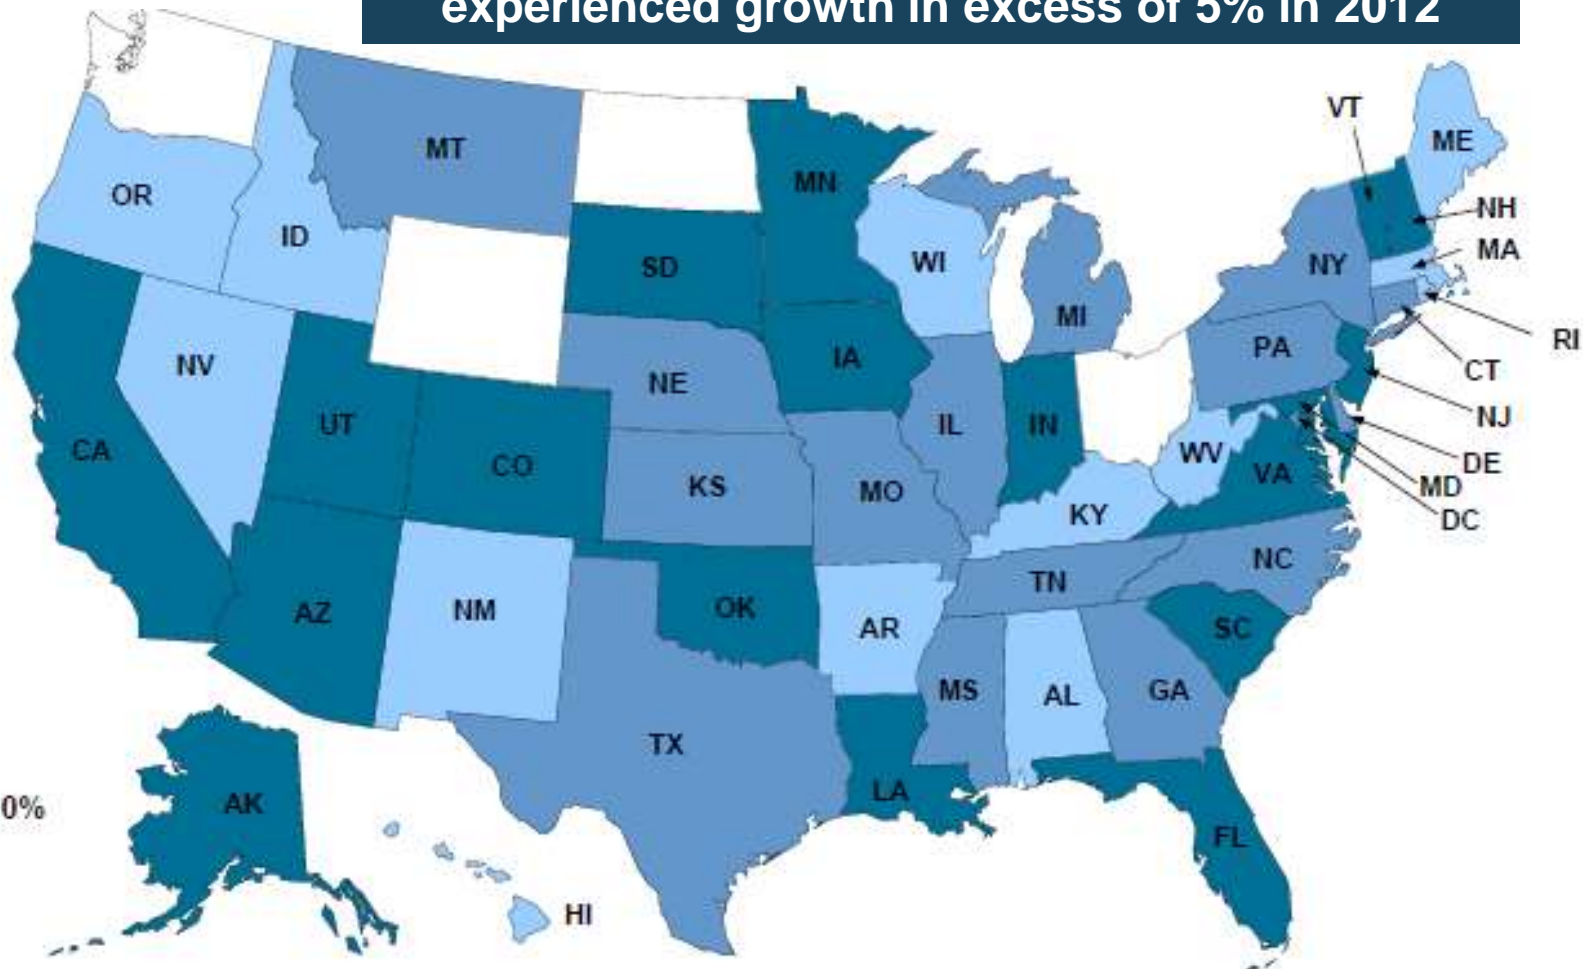 experienced growth in excess of 5% in 2012
VT
ME
MT
MN
OR
NH
ID
MA
WI
NY
SD
MI
RI
PA
IA
NV
CT
NE
NJ
UT
IL
IN
CA
WV
DE
CO
VA
KS
MO
MD
KY
DC
NC
TN
OK
AZ
NM
AR
SC
MS
AL
GA
TX
LA
AK
0%
FL
HI